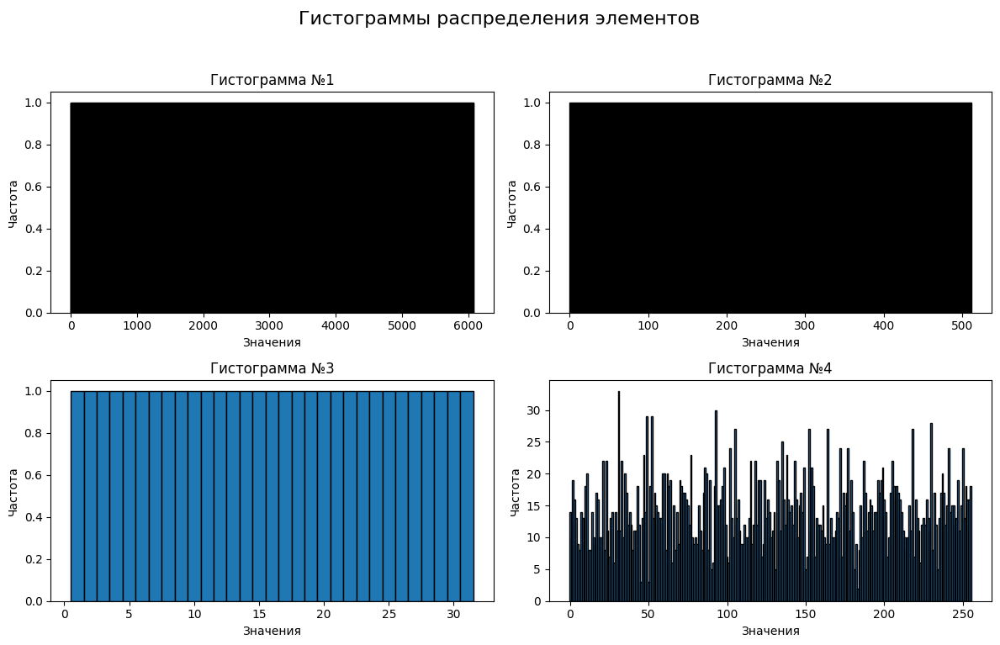 Гистограммы распределения элементов
Гистограмма №1
1.0
0.8
0.6
0.4
0.2
0.0
Частота
0 1000 2000 3000 4000 5000 6000
Значения
Гистограмма №2
1.0
0.8
0.6
0.4
0.2
0.0
Частота
0 100 200 300 400 500
Значения
Гистограмма №3
1.0
0.8
0.6
0.4
0.2
0.0
Частота
0 5 10 15 20 25 30
Значения
Гистограмма №4
30
25
20
15
10
5
0
Частота
0 50 100 150 200 250
Значения